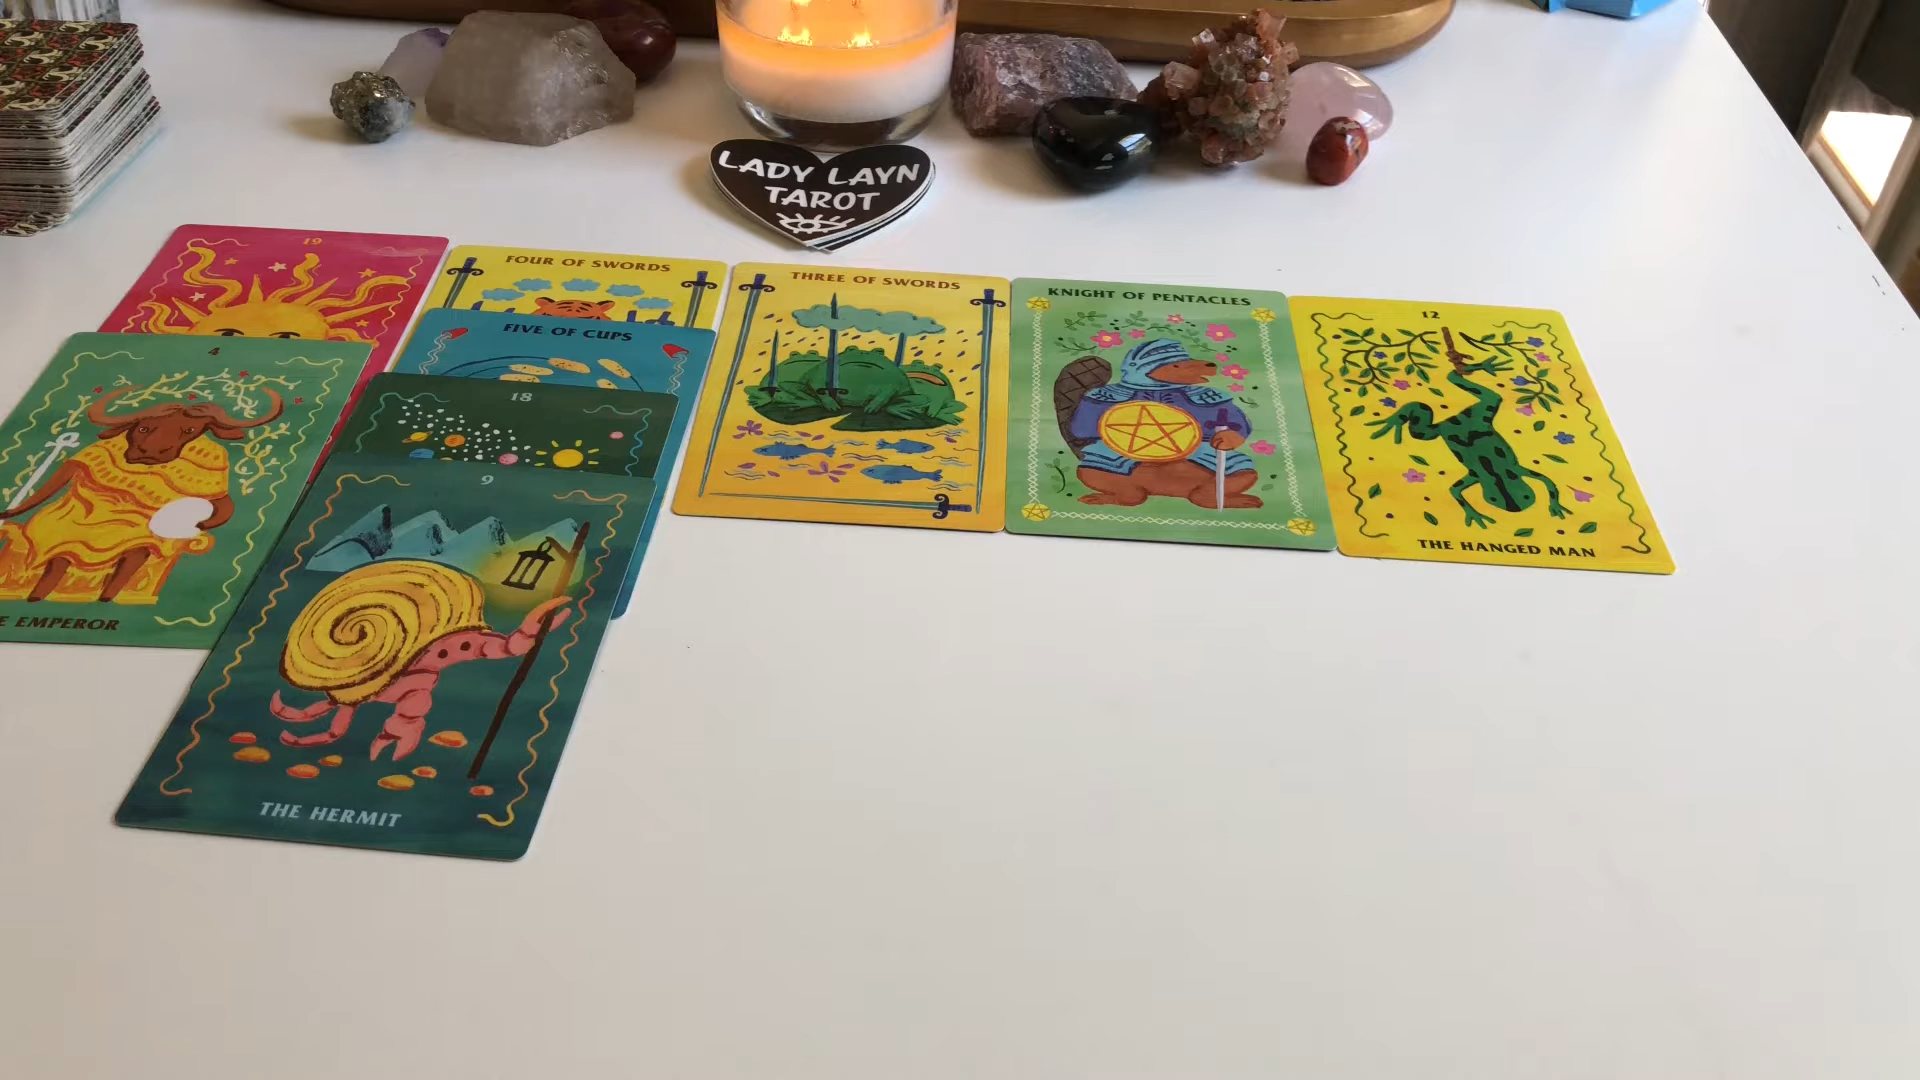 LADY LAYN
TAROT
19
FOUR OF SWORDS
THREE OF SWORDS
KNIGHT OF PENTACLES
12
THE HANGED MAN
FIVE OF CUPS
4
E EMPEROR
18
9
THE HERMIT